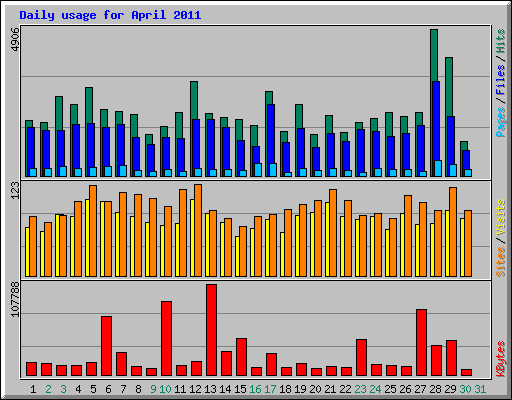 Daily usage for April 2011
4906
Pages / Files / Hits
123
Sites / Visits
107788
KBytes
1 2 3 4 5 6 7 8 9 10 11 12 13 14 15 16 17 18 19 20 21 22 23 24 25 26 27 28 29 30 31